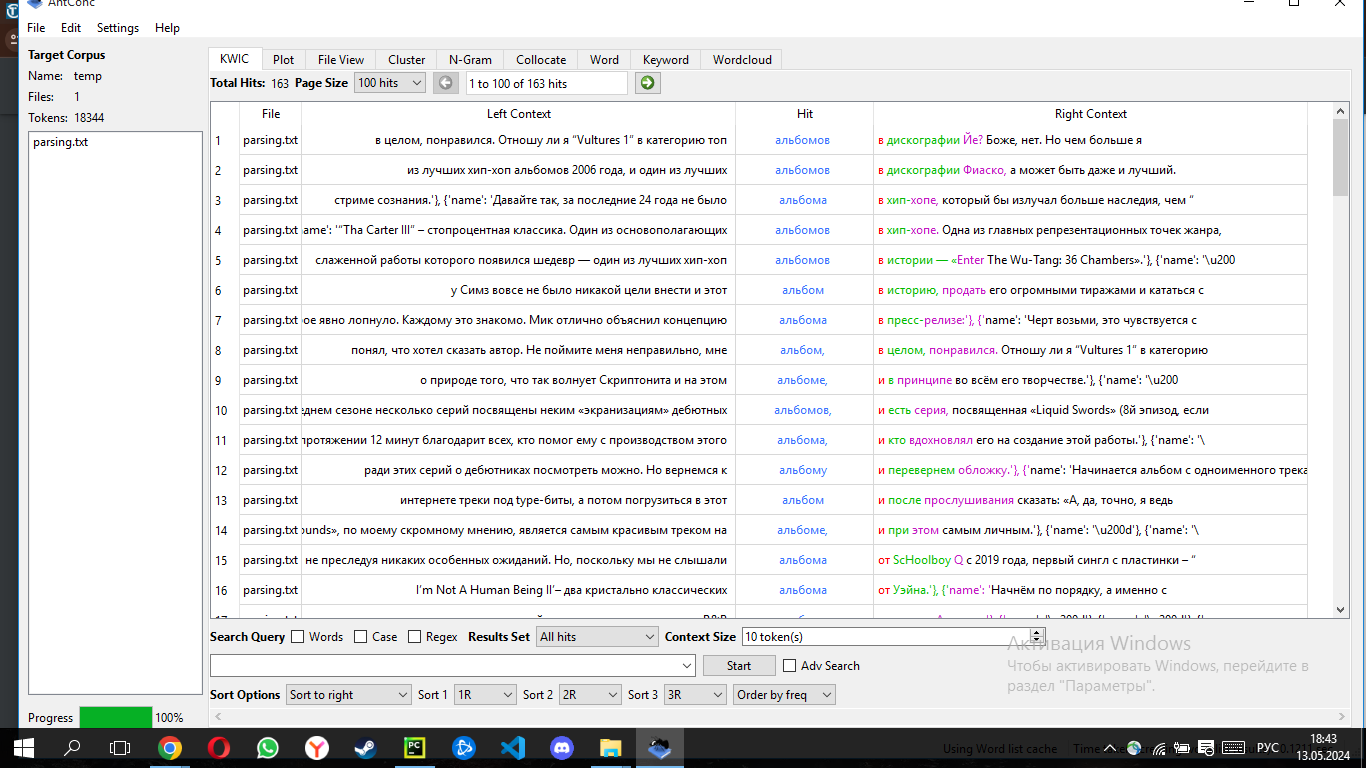 AntConc
File Edit Settings Help
Target Corpus
Name: temp
Files: 1
Tokens: 18344
parsing.txt
Progress 100%
KWIC Plot File View Cluster N-Gram Collocate Word Keyword Wordcloud
Total Hits: 163 Page Size 100 hits 1 to 100 of 163 hits
File Left Context Hit Right Context
1 parsing.txt в целом, понравился. Отношу ли я “Vultures 1” в категорию топ альбомов в дискографии Йе? Боже, нет. Но чем больше я
2 parsing.txt из лучших хип-хоп альбомов 2006 года, и один из лучших альбомов в дискографии Фиаско, а может быть даже и лучший.
3 parsing.txt стриме сознания.'}, {'name': 'Давайте так, за последние 24 года не было альбома в хип-хопе, который бы излучал больше наследия, чем “
4 parsing.txt name': '“Tha Carter III” – стопроцентная классика. Один из основополагающих альбомов в хип-хопе. Одна из главных репрезентационных точек жанра,
5 parsing.txt слаженной работы которого появился шедевр — один из лучших хип-хоп альбомов в истории — «Enter The Wu-Tang: 36 Chambers».'}, {'name': '\u200
6 parsing.txt у Симз вовсе не было никакой цели внести и этот альбом в историю, продать его огромными тиражами и кататься с
7 parsing.txt ое явно лопнуло. Каждому это знакомо. Мик отлично объяснил концепцию альбома в пресс-релизе:'}, {'name': 'Черт возьми, это чувствуется с
8 parsing.txt понял, что хотел сказать автор. Не поймите меня неправильно, мне альбом, в целом, понравился. Отношу ли я “Vultures 1” в категорию
9 parsing.txt о природе того, что так волнует Скриптонита и на этом альбоме, и в принципе во всём его творчестве.'}, {'name': '\u200
10 parsing.txt еднем сезоне несколько серий посвящены неким «экранизациям» дебютных альбомов, и есть серия, посвященная «Liquid Swords» (8й эпизод, если
11 parsing.txt протяжении 12 минут благодарит всех, кто помог ему с производством этого альбома, и кто вдохновлял его на создание этой работы.'}, {'name': '\
12 parsing.txt ради этих серий о дебютниках посмотреть можно. Но вернемся к альбому и перевернем обложку.'}, {'name': 'Начинается альбом с одноименного трека
13 parsing.txt интернете треки под type-биты, а потом погрузиться в этот альбом и после прослушивания сказать: «А, да, точно, я ведь
14 parsing.txt ounds», по моему скромному мнению, является самым красивым треком на альбоме, и при этом самым личным.'}, {'name': '\u200d'}, {'name': '\
15 parsing.txt не преследуя никаких особенных ожиданий. Но, поскольку мы не слышали альбома от ScHoolboy Q с 2019 года, первый сингл с пластинки – “
16 parsing.txt I’m Not A Human Being II”– два кристально классических альбома от Уэйна.'}, {'name': 'Начнём по порядку, а именно с
Search Query Words Case Regex Results Set All hits Context Size 10 token(s)
Start Adv Search
Sort Options Sort to right Sort 1 1R Sort 2 2R Sort 3 3R Order by freq
Активация Windows
Чтобы активировать Windows, перейдите в
раздел "Параметры".
Using Word list cache
РУС
18:43
13.05.2024